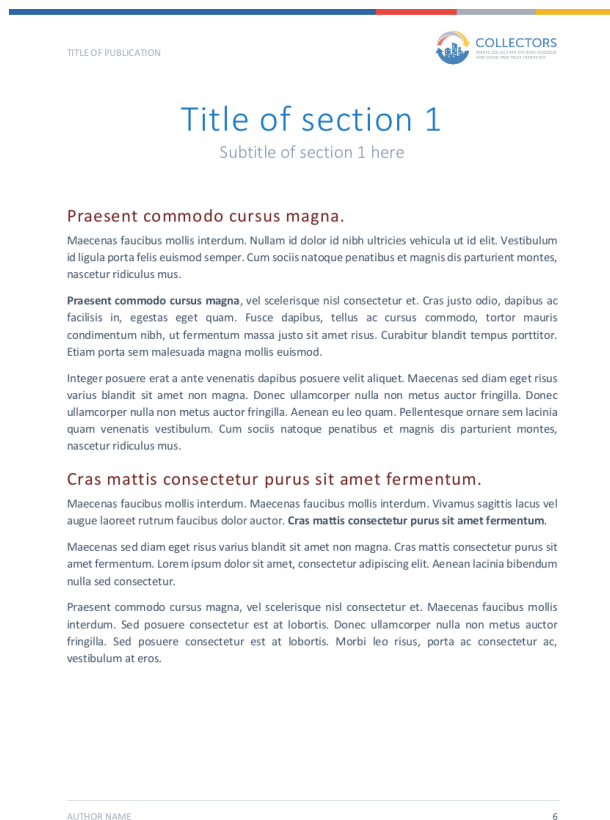 TITLE OF PUBLICATION
COLLECTORS
WASTE COLLECTION SYSTEMS ASSESSED
AND GOOD PRACTICES IDENTIFIED
Title of section 1
Subtitle of section 1 here
Praesent commodo cursus magna.
Maecenas faucibus mollis interdum. Nullam id dolor id nibh ultricies vehicula ut id elit. Vestibulum
id ligula porta felis euismod semper. Cum sociis natoque penatibus et magnis dis parturient montes,
nascetur ridiculus mus.
Praesent commodo cursus magna, vel scelerisque nisl consectetur et. Cras justo odio, dapibus ac
facilisis in, egestas eget quam. Fusce dapibus, tellus ac cursus commodo, tortor mauris
condimentum nibh, ut fermentum massa justo sit amet risus. Curabitur blandit tempus porttitor.
Etiam porta sem malesuada magna mollis euismod.
Integer posuere erat a ante venenatis dapibus posuere velit aliquet. Maecenas sed diam eget risus
varius blandit sit amet non magna. Donec ullamcorper nulla non metus auctor fringilla. Donec
ullamcorper nulla non metus auctor fringilla. Aenean eu leo quam. Pellentesque ornare sem lacinia
quam venenatis vestibulum. Cum sociis natoque penatibus et magnis dis parturient montes,
nascetur ridiculus mus.
Cras mattis consectetur purus sit amet fermentum.
Maecenas faucibus mollis interdum. Maecenas faucibus mollis interdum. Vivamus sagittis lacus vel
augue laoreet rutrum faucibus dolor auctor. Cras mattis consectetur purus sit amet fermentum.
Maecenas sed diam eget risus varius blandit sit amet non magna. Cras mattis consectetur purus sit
amet fermentum. Lorem ipsum dolor sit amet, consectetur adipiscing elit. Aenean lacinia bibendum
nulla sed consectetur.
Praesent commodo cursus magna, vel scelerisque nisl consectetur et. Maecenas faucibus mollis
interdum. Sed posuere consectetur est at lobortis. Donec ullamcorper nulla non metus auctor
fringilla. Sed posuere consectetur est at lobortis. Morbi leo risus, porta ac consectetur ac,
vestibulum at eros.
AUTHOR NAME
6